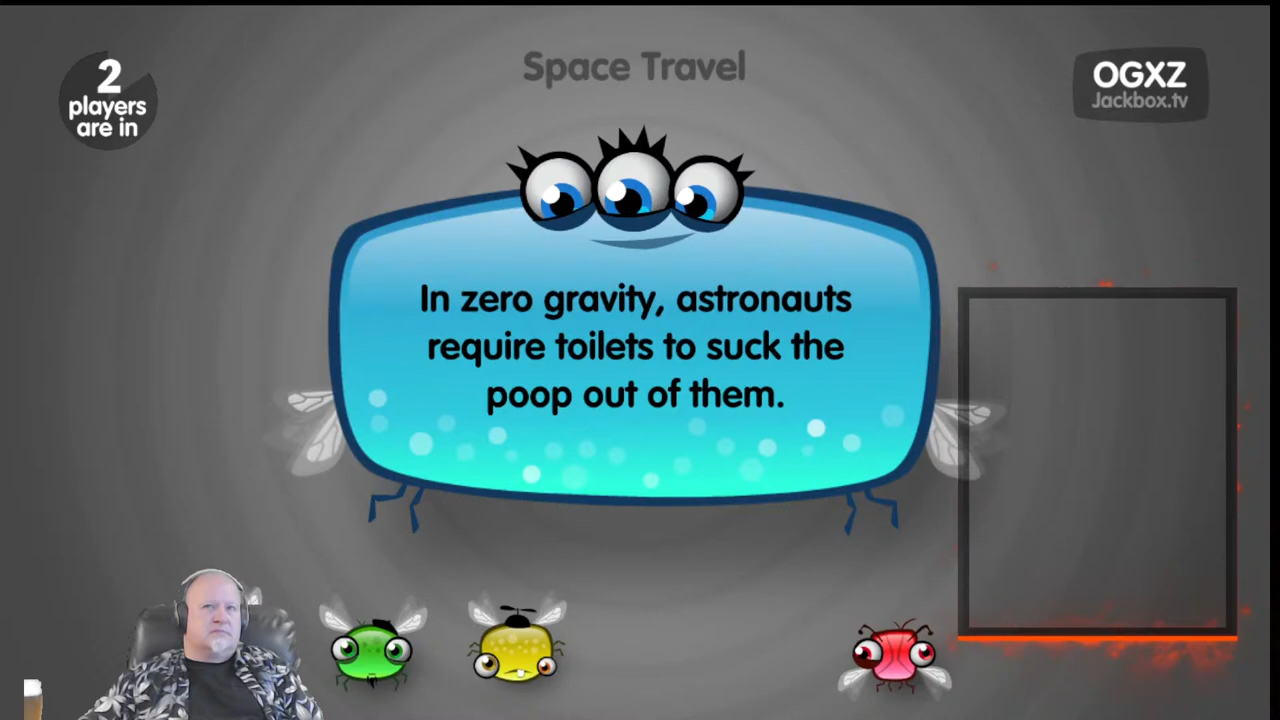 Space Travel
2
players
are in
OGXZ
Jackbox.tv
In zero gravity, astronauts
require toilets to suck the
poop out of them.